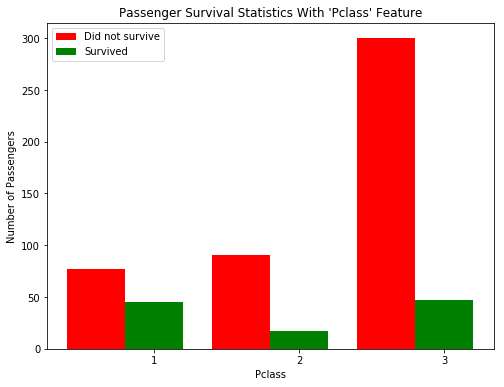 Passenger Survival Statistics With 'Pclass' Feature
Did not survive
Survived
300
250
200
150
100
50
0
Number of Passengers
1 2 3
Pclass